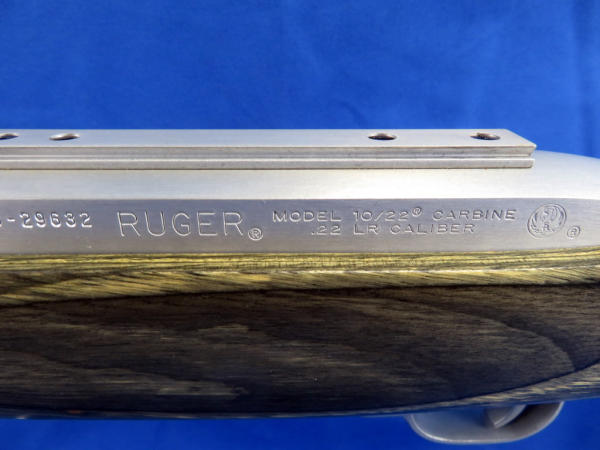 -29632 RUGER® MODEL 10/22® CARBINE
.22 LR CALIBER ®